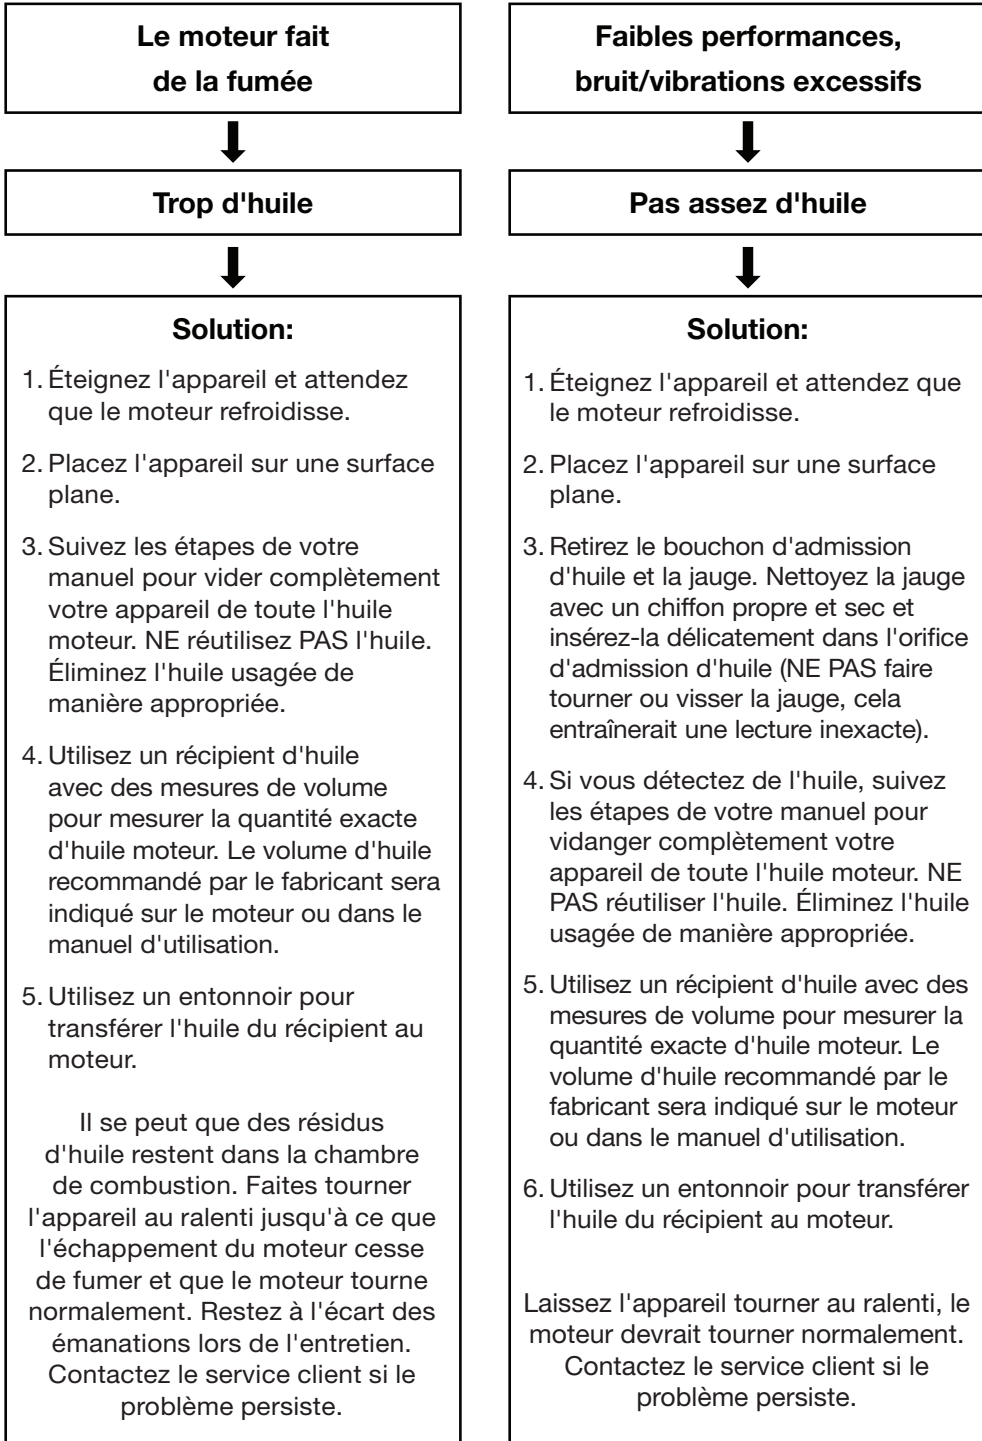 Le moteur fait
de la fumée
Trop d'huile
Solution:
1. Éteignez l'appareil et attendez
que le moteur refroidisse.
2. Placez l'appareil sur une surface
plane.
3. Suivez les étapes de votre
manuel pour vider complètement
votre appareil de toute l'huile
moteur. NE réutilisez PAS l'huile.
Éliminez l'huile usagée de
manière appropriée.
4. Utilisez un récipient d'huile
avec des mesures de volume
pour mesurer la quantité exacte
d'huile moteur. Le volume d'huile
recommandé par le fabricant sera
indiqué sur le moteur ou dans le
manuel d'utilisation.
5. Utilisez un entonnoir pour
transférer l'huile du récipient au
moteur.
Il se peut que des résidus
d'huile restent dans la chambre
de combustion. Faites tourner
l'appareil au ralenti jusqu'à ce que
l'échappement du moteur cesse
de fumer et que le moteur tourne
normalement. Restez à l'écart des
émanations lors de l'entretien.
Contactez le service client si le
problème persiste.
Faibles performances,
bruit/vibrations excessifs
Pas assez d'huile
Solution:
1. Éteignez l'appareil et attendez que
le moteur refroidisse.
2. Placez l'appareil sur une surface
plane.
3. Retirez le bouchon d'admission
d'huile et la jauge. Nettoyez la jauge
avec un chiffon propre et sec et
insérez-la délicatement dans l'orifice
d'admission d'huile (NE PAS faire
tourner ou visser la jauge, cela
entraînerait une lecture inexacte).
4. Si vous détectez de l'huile, suivez
les étapes de votre manuel pour
vidanger complètement votre
appareil de toute l'huile moteur. NE
PAS réutiliser l'huile. Éliminez l'huile
usagée de manière appropriée.
5. Utilisez un récipient d'huile avec des
mesures de volume pour mesurer la
quantité exacte d'huile moteur. Le
volume d'huile recommandé par le
fabricant sera indiqué sur le moteur
ou dans le manuel d'utilisation.
6. Utilisez un entonnoir pour transférer
l'huile du récipient au moteur.
Laissez l'appareil tourner au ralenti, le
moteur devrait tourner normalement.
Contactez le service client si le
problème persiste.